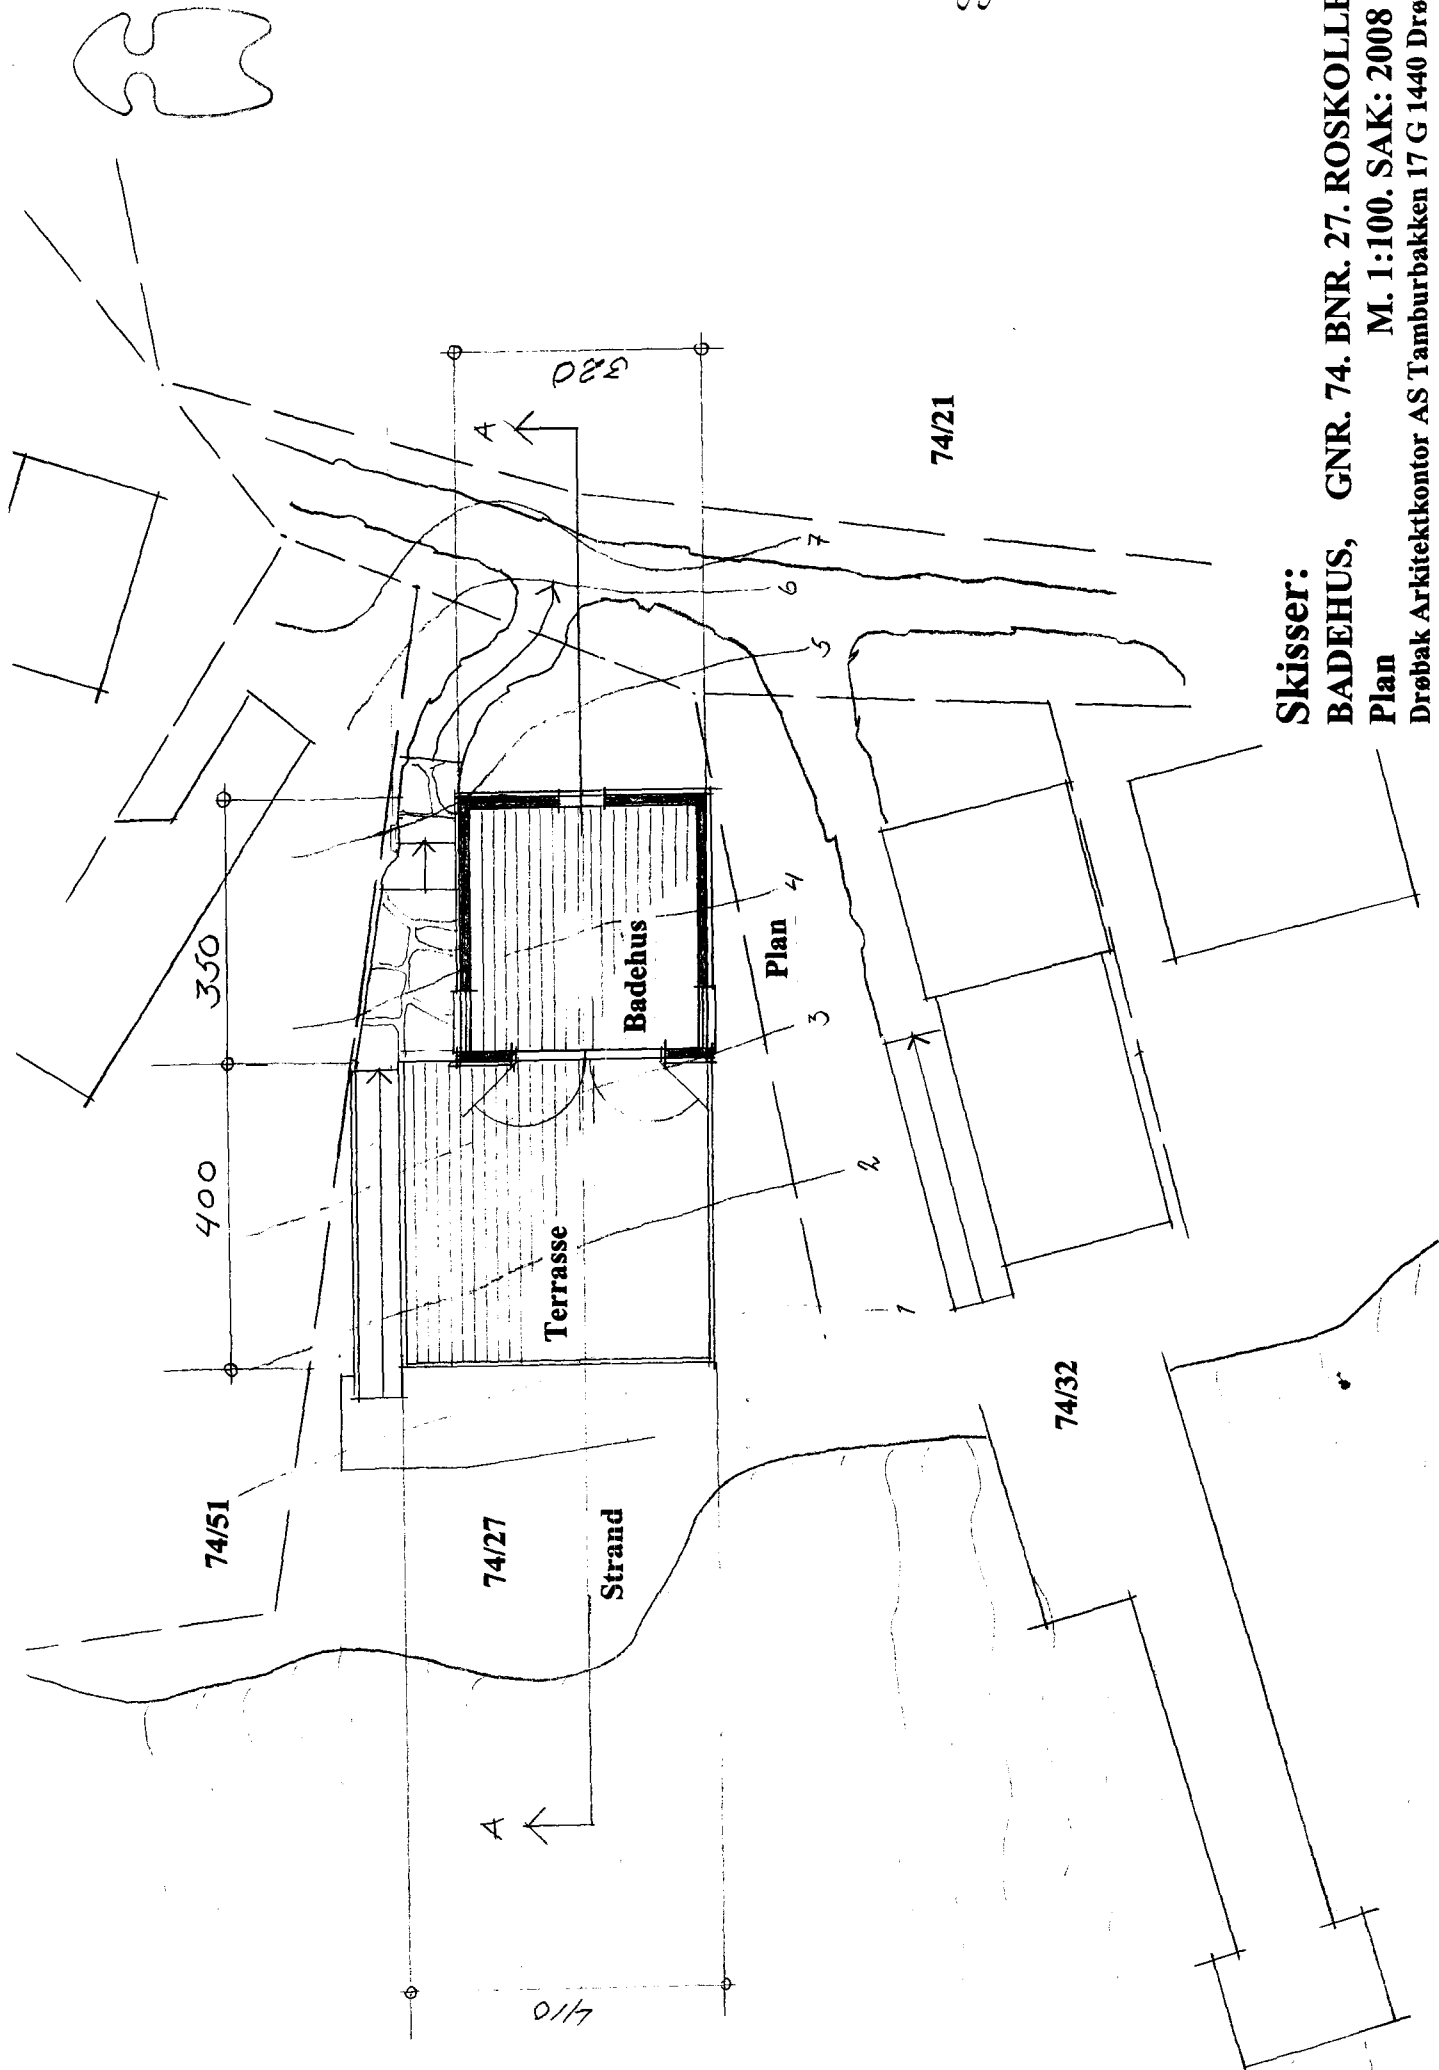 74/51
74/27
Strand
400
350
Terrasse
Badehus
Plan
410
320
A
A
1
2
3
4
5
6
7
74/32
74/21
Skisser:
BADEHUS, GNR. 74. BNR. 27. ROSKOLLE
Plan M. 1:100. SAK: 2008
Drøbak Arkitektkontor AS Tamburbakken 17 G 1440 Drø